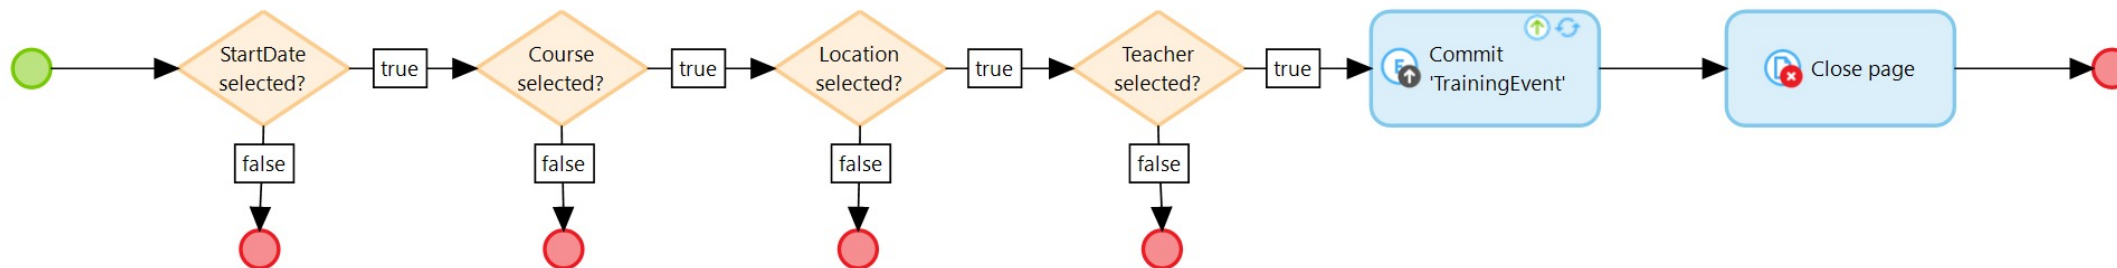 StartDate
selected?
true
Course
selected?
true
Location
selected?
true
Teacher
selected?
true
Commit
'TrainingEvent'
Close page
false
false
false
false